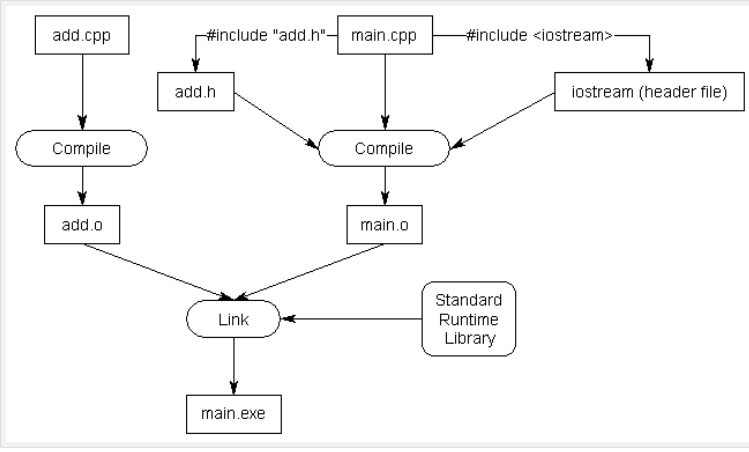 add.cpp
#include "add.h"
main.cpp
#include <iostream>
add.h
iostream (header file)
Compile
Compile
add.o
main.o
Link
Standard
Runtime
Library
main.exe